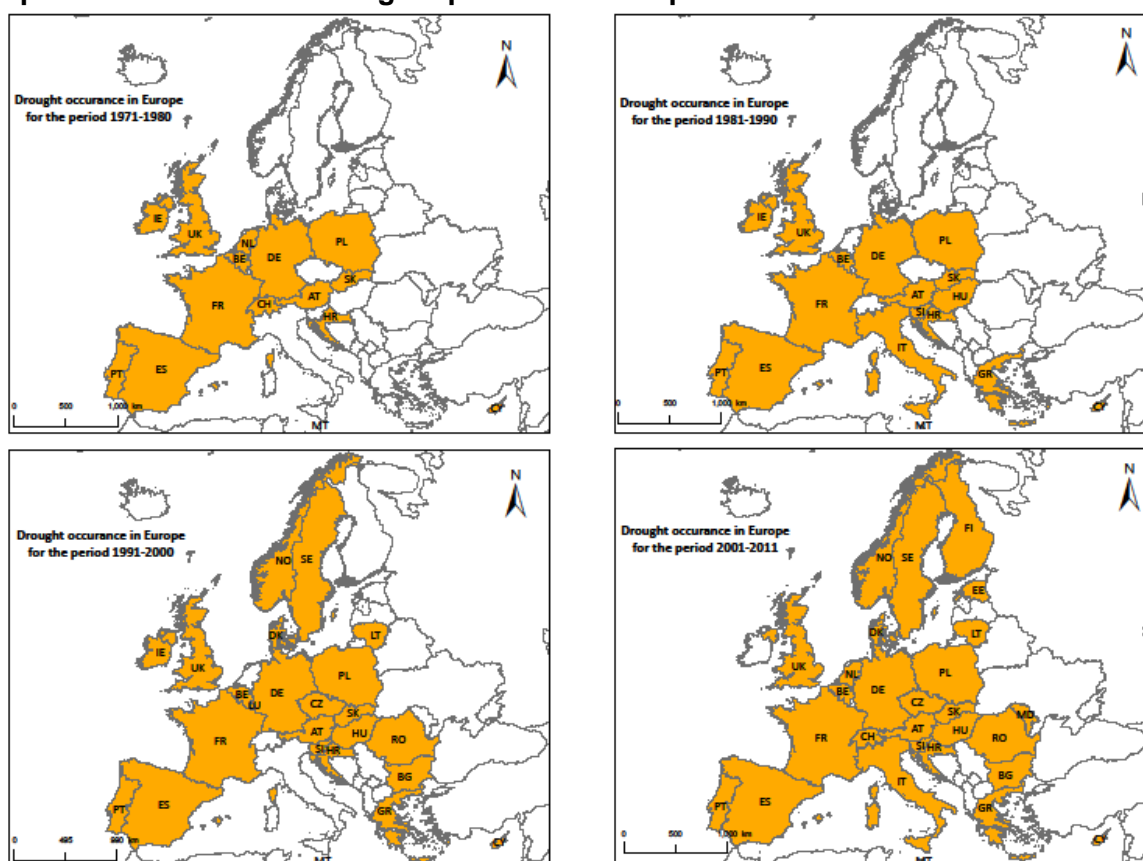 N
Drought occurance in Europe
for the period 1971-1980
IE
UK
NL
BE
DE
PL
SK
FR
CH
AT
HR
PT
ES
CY
0 500 1,000 km
MT
N
Drought occurance in Europe
for the period 1981-1990
IE
UK
BE
DE
PL
SK
FR
AT
HU
SI
HR
IT
PT
ES
GR
CY
0 500 1,000 km
MT
N
Drought occurance in Europe
for the period 1991-2000
NO
SE
DK
LT
IE
UK
BE
LU
DE
PL
CZ
SK
FR
AT
HU
RO
SI
HR
BG
PT
ES
GR
CY
0 495 990 km
MT
N
Drought occurance in Europe
for the period 2001-2011
NO
SE
FI
EE
DK
LT
UK
NL
BE
DE
PL
CZ
SK
MD
FR
CH
AT
HU
RO
SI
HR
IT
BG
PT
ES
GR
CY
0 500 1,000 km
MT